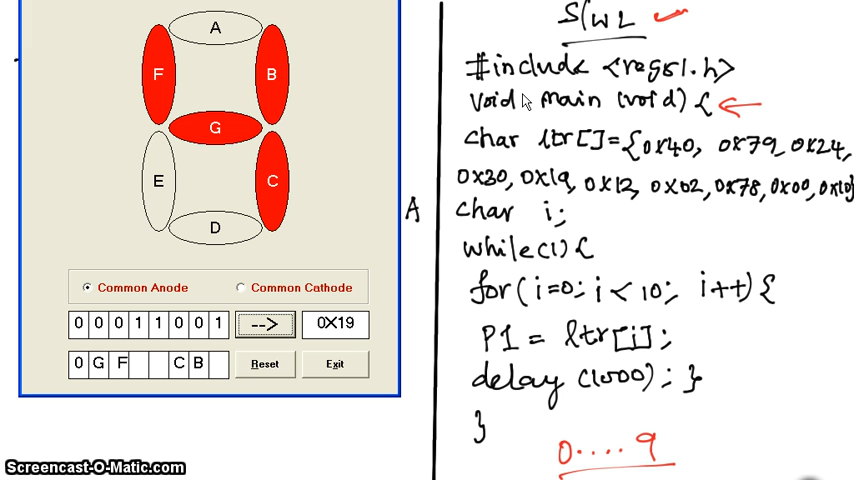 A
F
B
G
E
C
D
Common Anode
Common Cathode
0 0 0 1 1 0 0 1
-->
0X19
0 G F C B
Reset
Exit
Screencast-O-Matic.com
A
S/W L
#include <reg51.h>
void main (void) {
char ltr[]={0x40, 0x79, 0x24,
0x30, 0x19, 0x12, 0x02, 0x78, 0x00, 0x10}
char i;
while(1) {
for(i=0; i<10; i++) {
P1 = ltr[i];
delay (1000); }
}
0....9